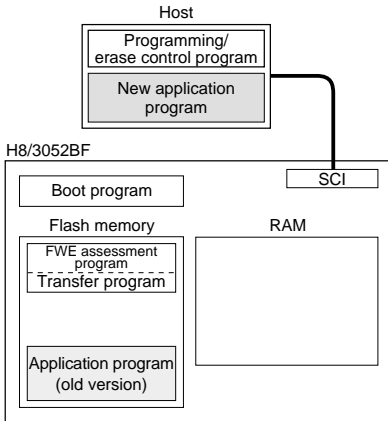 Host
Programming/
erase control program
New application
program
H8/3052BF
SCI
Boot program
Flash memory
RAM
FWE assessment
program
Transfer program
Application program
(old version)